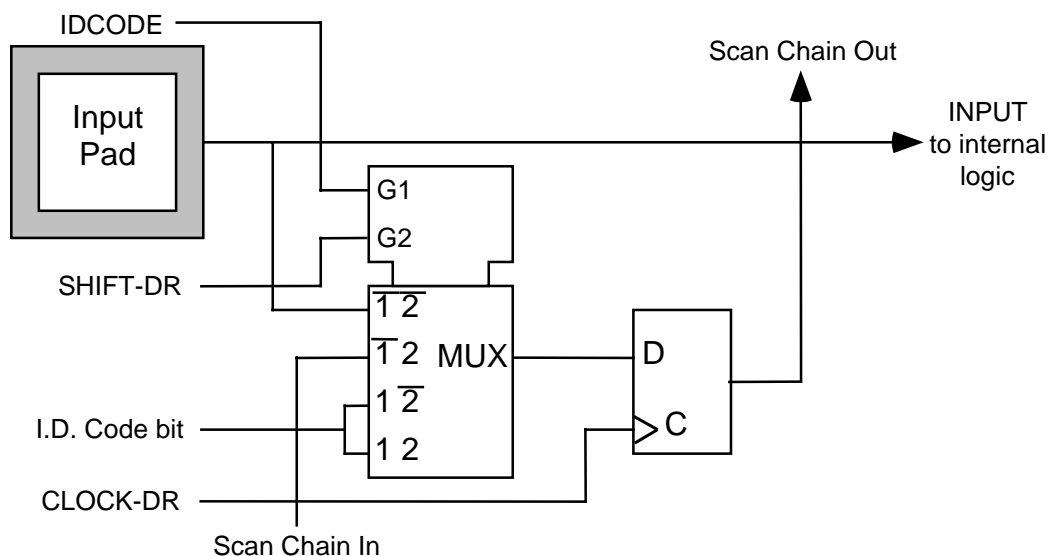 IDCODE
Scan Chain Out
Input
Pad
INPUT
to internal
logic
G1
G2
SHIFT-DR
1̅ 2̅
1̅ 2
MUX
D
1 2̅
I.D. Code bit
1 2
C
CLOCK-DR
Scan Chain In